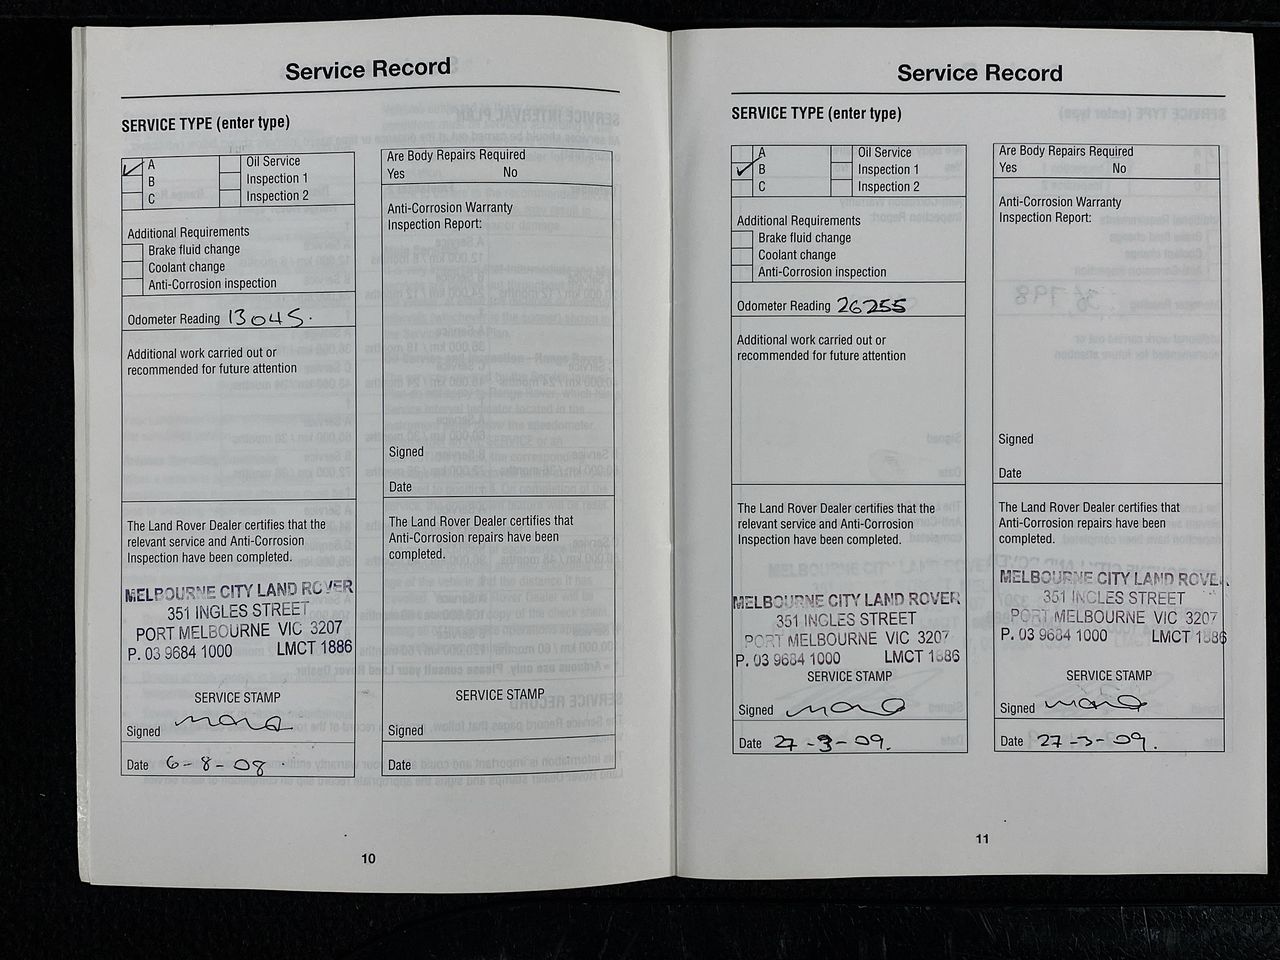 Service Record
SERVICE TYPE (enter type)
A Oil Service
B Inspection 1
C Inspection 2
Additional Requirements
Brake fluid change
Coolant change
Anti-Corrosion inspection
Odometer Reading 13045.
Additional work carried out or
recommended for future attention
The Land Rover Dealer certifies that the
relevant service and Anti-Corrosion
Inspection have been completed.
MELBOURNE CITY LAND ROVER
351 INGLES STREET
PORT MELBOURNE VIC 3207
P. 03 9684 1000 LMCT 1886
SERVICE STAMP
Signed
Date 6-8-08
Are Body Repairs Required
Yes No
Anti-Corrosion Warranty
Inspection Report:
Signed
Date
The Land Rover Dealer certifies that
Anti-Corrosion repairs have been
completed.
SERVICE STAMP
Signed
Date
10
Service Record
SERVICE TYPE (enter type)
A Oil Service
B Inspection 1
C Inspection 2
Additional Requirements
Brake fluid change
Coolant change
Anti-Corrosion inspection
Odometer Reading 26255
Additional work carried out or
recommended for future attention
The Land Rover Dealer certifies that the
relevant service and Anti-Corrosion
Inspection have been completed.
MELBOURNE CITY LAND ROVER
351 INGLES STREET
PORT MELBOURNE VIC 3207
P. 03 9684 1000 LMCT 1886
SERVICE STAMP
Signed
Date 27-3-09.
Are Body Repairs Required
Yes No
Anti-Corrosion Warranty
Inspection Report:
Signed
Date
The Land Rover Dealer certifies that
Anti-Corrosion repairs have been
completed.
MELBOURNE CITY LAND ROVER
351 INGLES STREET
PORT MELBOURNE VIC 3207
P. 03 9684 1000 LMCT 1886
SERVICE STAMP
Signed
Date 27-3-09.
11